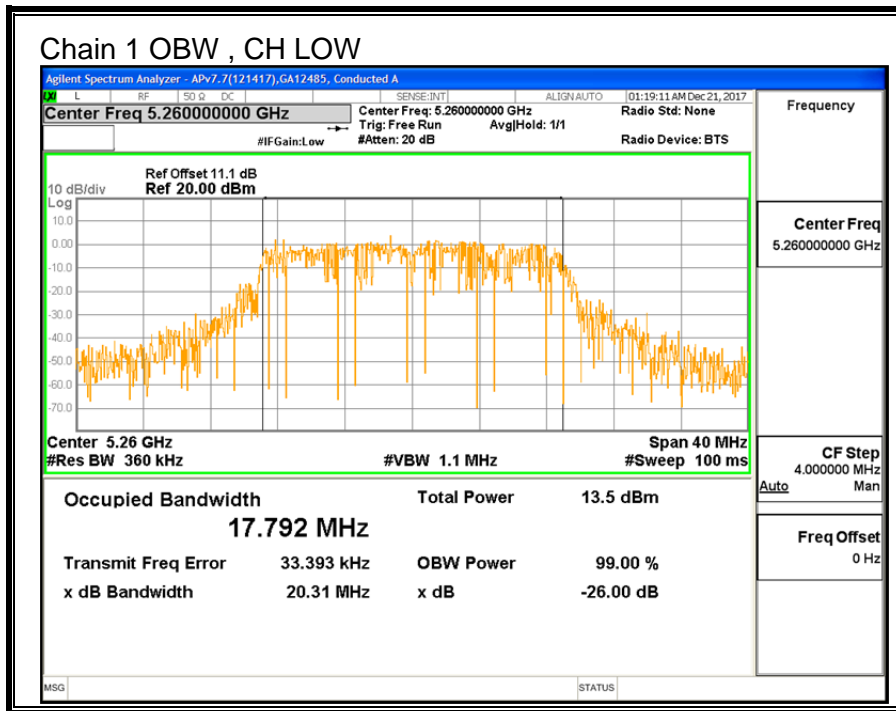 Chain 1 OBW , CH LOW
Agilent Spectrum Analyzer - APv7.7(121417),GA12485, Conducted A
LXI L RF 50 Ω DC SENSE:INT ALIGN AUTO 01:19:11 AM Dec 21, 2017
Center Freq 5.260000000 GHz
Center Freq: 5.260000000 GHz
Radio Std: None
Trig: Free Run Avg|Hold: 1/1
#IFGain:Low #Atten: 20 dB Radio Device: BTS
Frequency
Ref Offset 11.1 dB
10 dB/div Ref 20.00 dBm
Log
10.0
0.00
-10.0
-20.0
-30.0
-40.0
-50.0
-60.0
-70.0
Center Freq
5.260000000 GHz
Center 5.26 GHz Span 40 MHz
#Res BW 360 kHz #VBW 1.1 MHz #Sweep 100 ms
CF Step
4.000000 MHz
Auto Man
Occupied Bandwidth Total Power 13.5 dBm
17.792 MHz
Freq Offset
0 Hz
Transmit Freq Error 33.393 kHz OBW Power 99.00 %
x dB Bandwidth 20.31 MHz x dB -26.00 dB
MSG STATUS